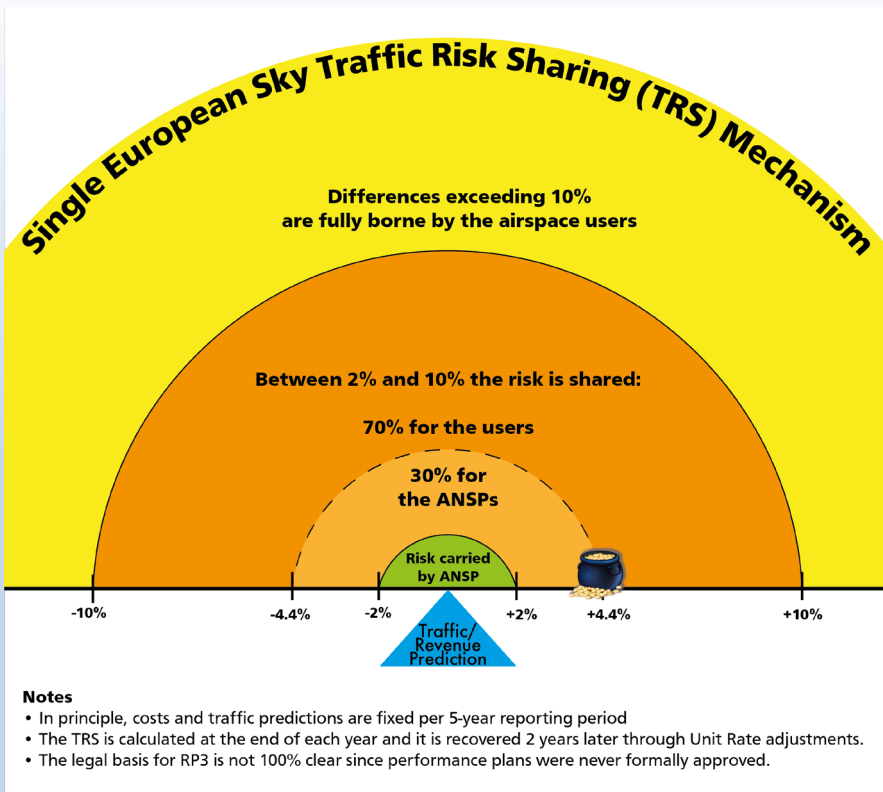 Single European Sky Traffic Risk Sharing (TRS) Mechanism
Differences exceeding 10%
are fully borne by the airspace users
Between 2% and 10% the risk is shared:
70% for the users
30% for
the ANSPs
Risk carried
by ANSP
-10%
-4.4%
-2%
+2%
+4.4%
+10%
Traffic/
Revenue
Prediction
Notes
• In principle, costs and traffic predictions are fixed per 5-year reporting period
• The TRS is calculated at the end of each year and it is recovered 2 years later through Unit Rate adjustments.
• The legal basis for RP3 is not 100% clear since performance plans were never formally approved.